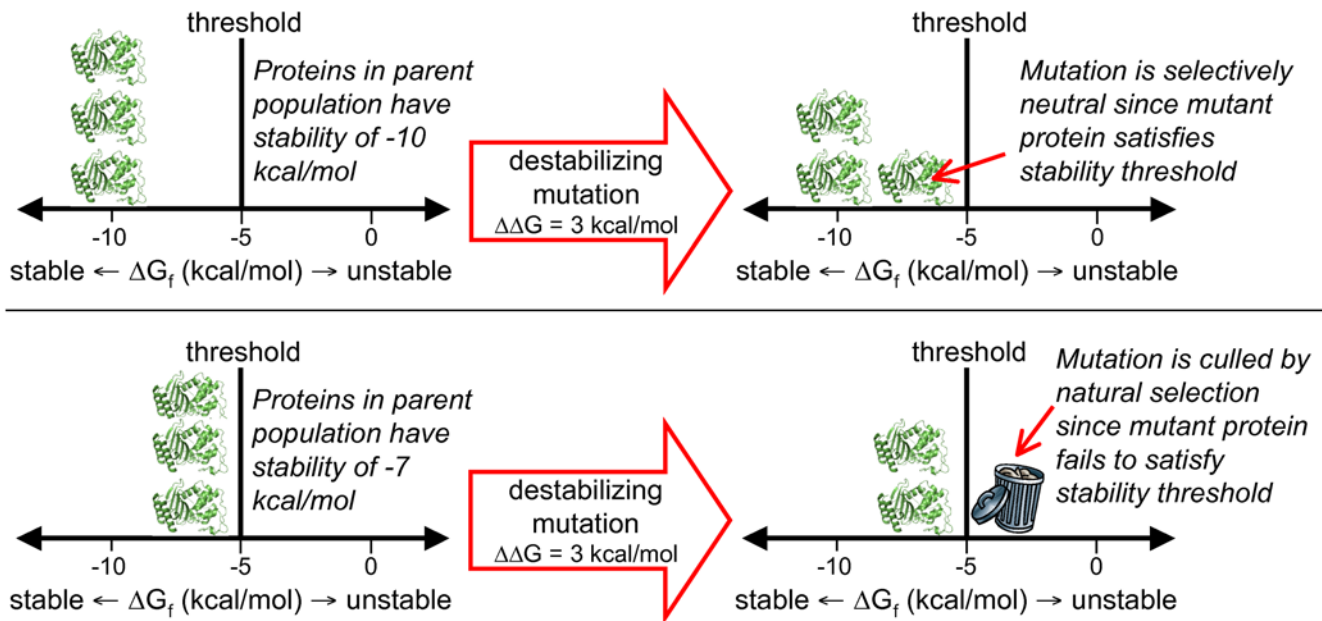 threshold
Proteins in parent
population have
stability of -10
kcal/mol
-10 -5 0
stable ← ΔG_f (kcal/mol) → unstable
destabilizing
mutation
ΔΔG = 3 kcal/mol
threshold
Mutation is selectively
neutral since mutant
protein satisfies
stability threshold
-10 -5 0
stable ← ΔG_f (kcal/mol) → unstable
threshold
Proteins in parent
population have
stability of -7
kcal/mol
-10 -5 0
stable ← ΔG_f (kcal/mol) → unstable
destabilizing
mutation
ΔΔG = 3 kcal/mol
threshold
Mutation is culled by
natural selection
since mutant protein
fails to satisfy
stability threshold
-10 -5 0
stable ← ΔG_f (kcal/mol) → unstable